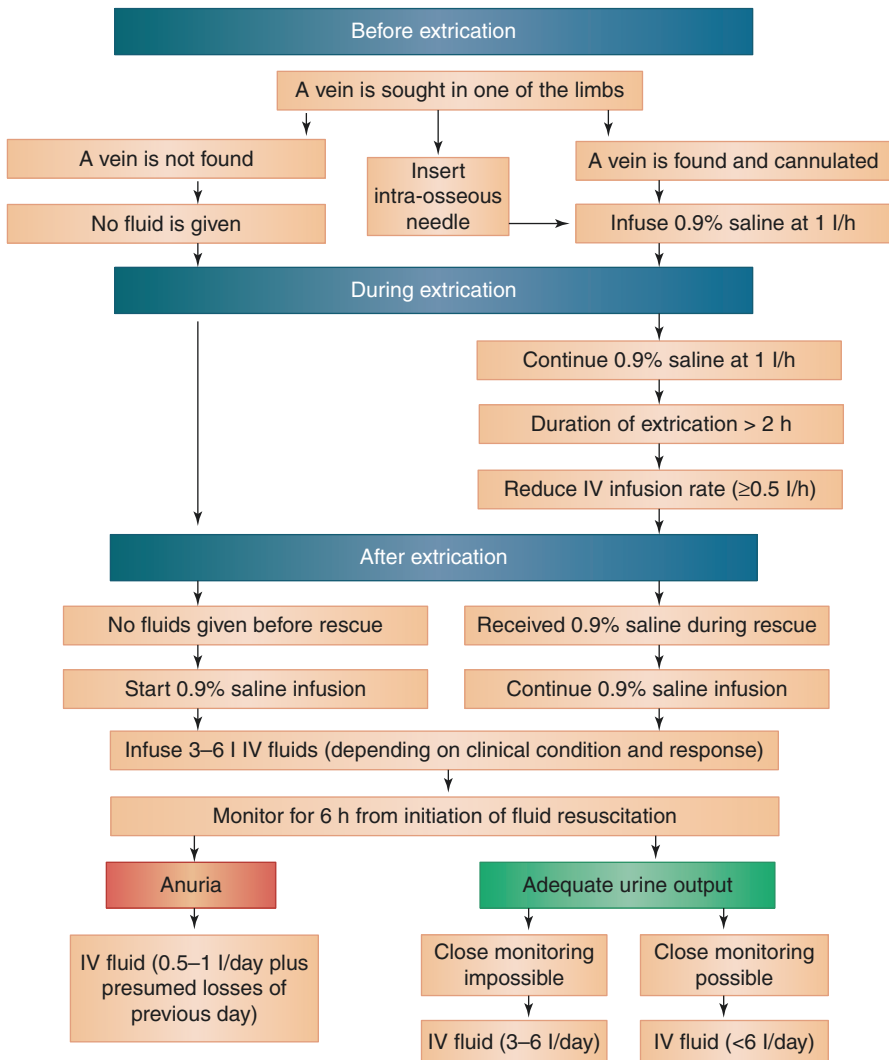 Before extrication
A vein is sought in one of the limbs
A vein is not found
Insert
intra-osseous
needle
A vein is found and cannulated
No fluid is given
Infuse 0.9% saline at 1 l/h
During extrication
Continue 0.9% saline at 1 l/h
Duration of extrication > 2 h
Reduce IV infusion rate (≥0.5 l/h)
After extrication
No fluids given before rescue
Received 0.9% saline during rescue
Start 0.9% saline infusion
Continue 0.9% saline infusion
Infuse 3–6 l IV fluids (depending on clinical condition and response)
Monitor for 6 h from initiation of fluid resuscitation
Anuria
Adequate urine output
IV fluid (0.5–1 l/day plus
presumed losses of
previous day)
Close monitoring
impossible
Close monitoring
possible
IV fluid (3–6 l/day)
IV fluid (<6 l/day)